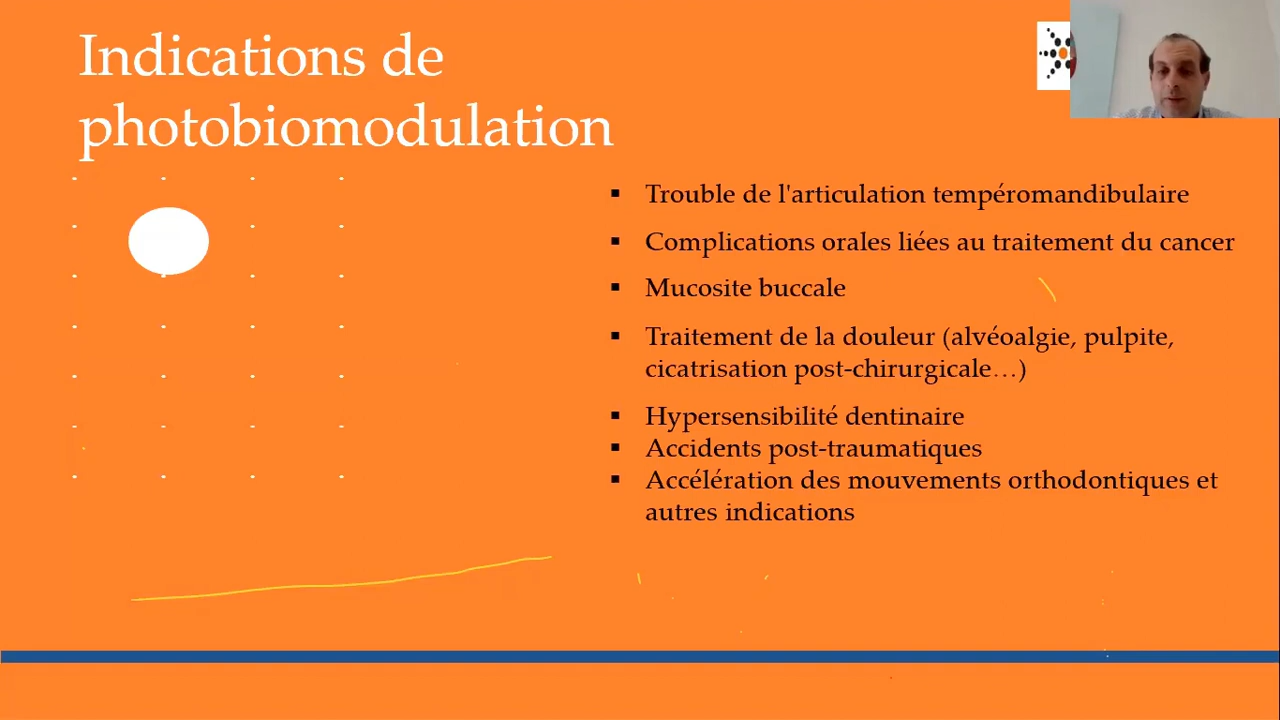 Indications de
photobiomodulation
▪ Trouble de l'articulation tempéromandibulaire
▪ Complications orales liées au traitement du cancer
▪ Mucosite buccale
▪ Traitement de la douleur (alvéoalgie, pulpite,
cicatrisation post-chirurgicale…)
▪ Hypersensibilité dentinaire
▪ Accidents post-traumatiques
▪ Accélération des mouvements orthodontiques et
autres indications